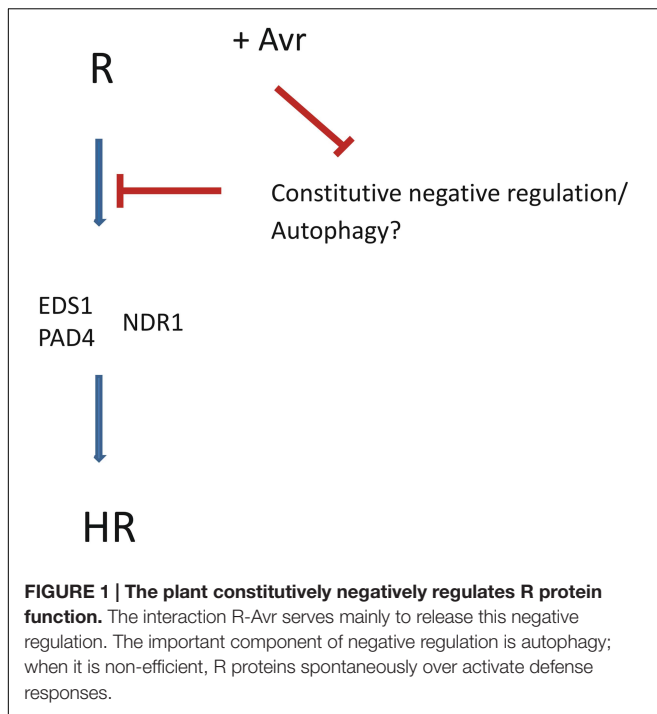 + Avr
R
Constitutive negative regulation/
Autophagy?
EDS1
PAD4
NDR1
HR
FIGURE 1 | The plant constitutively negatively regulates R protein
function. The interaction R-Avr serves mainly to release this negative
regulation. The important component of negative regulation is autophagy;
when it is non-efficient, R proteins spontaneously over activate defense
responses.